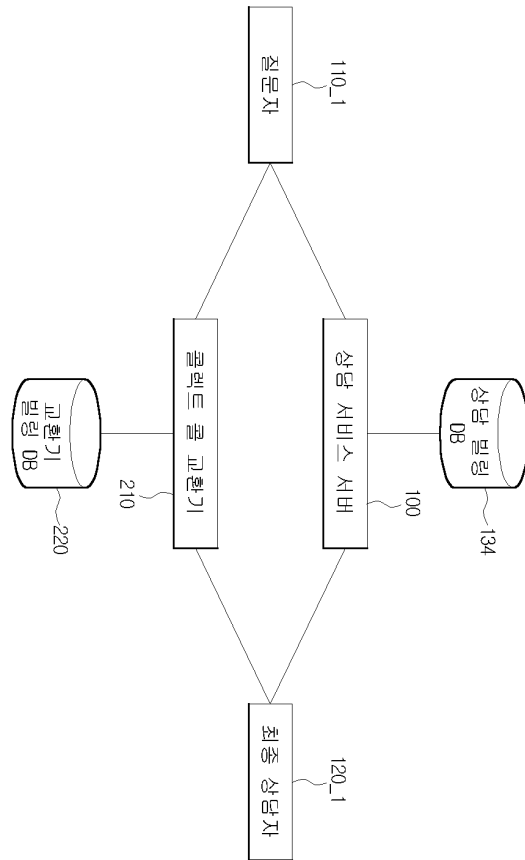 상담 빌링
DB
134
상담 서비스 서버
100
110_1
질문자
120_1
최종 상담자
콜렉트 콜 교환기
210
교환기
빌링 DB
220